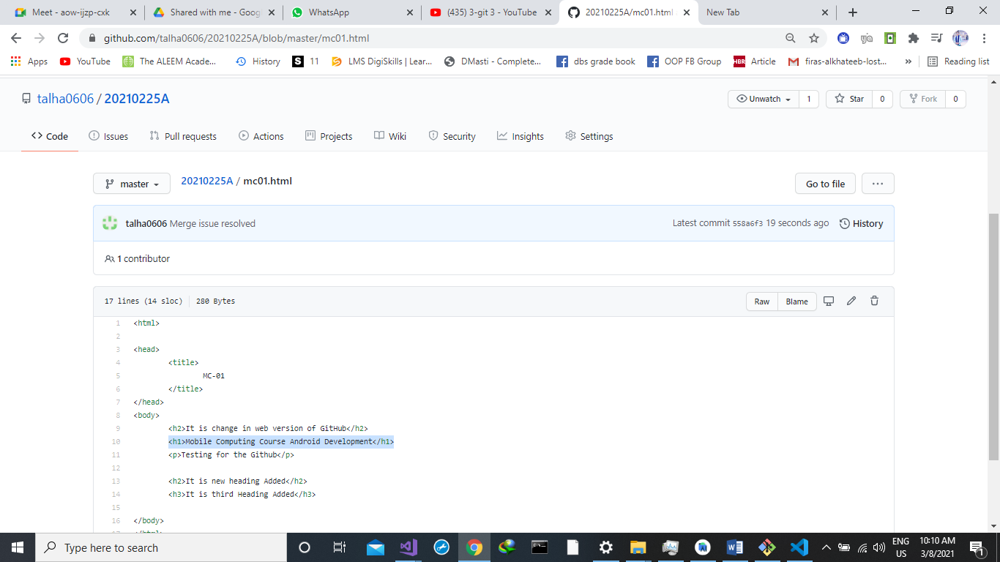 Meet - aow-ijzp-cxk
Shared with me - Goog
WhatsApp
(435) 3-git 3 - YouTube
20210225A/mc01.html
New Tab
github.com/talha0606/20210225A/blob/master/mc01.html
Apps
YouTube
The ALEEM Acade...
History
S 11
LMS DigiSkills | Lear...
DMasti - Complete...
dbs grade book
OOP FB Group
HBR Article
firas-alkhateeb-lost...
»
Reading list
talha0606 / 20210225A
Unwatch 1
Star 0
Fork 0
Code
Issues
Pull requests
Actions
Projects
Wiki
Security
Insights
Settings
master
20210225A / mc01.html
Go to file
...
talha0606 Merge issue resolved
Latest commit 558a6f3 19 seconds ago
History
1 contributor
17 lines (14 sloc) 280 Bytes
Raw
Blame
1 <html>
2
3 <head>
4 <title>
5 MC-01
6 </title>
7 </head>
8 <body>
9 <h2>It is change in web version of GitHub</h2>
10 <h1>Mobile Computing Course Android Development</h1>
11 <p>Testing for the Github</p>
12
13 <h2>It is new heading Added</h2>
14 <h3>It is third Heading Added</h3>
15
16 </body>
17 </html>
Type here to search
ENG
US
10:10 AM
3/8/2021
1